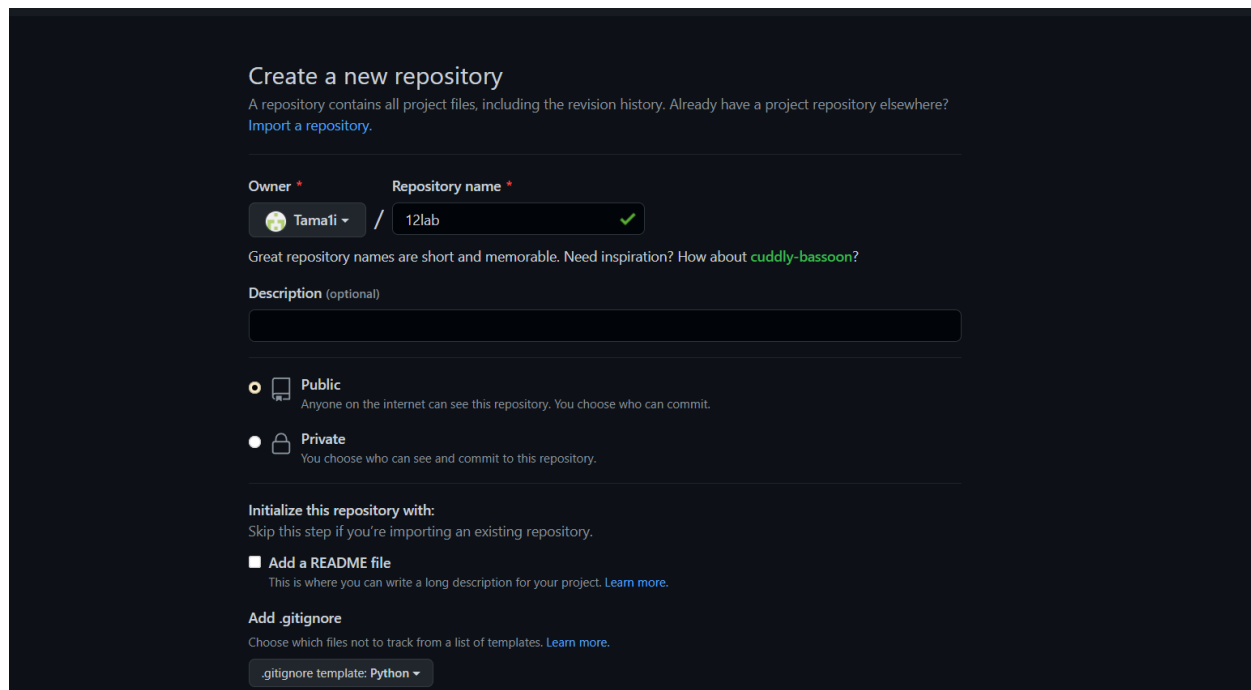 Create a new repository
A repository contains all project files, including the revision history. Already have a project repository elsewhere?
Import a repository.
Owner * Repository name *
Tama1i / 12lab
Great repository names are short and memorable. Need inspiration? How about cuddly-bassoon?
Description (optional)
Public
Anyone on the internet can see this repository. You choose who can commit.
Private
You choose who can see and commit to this repository.
Initialize this repository with:
Skip this step if you're importing an existing repository.
Add a README file
This is where you can write a long description for your project. Learn more.
Add .gitignore
Choose which files not to track from a list of templates. Learn more.
.gitignore template: Python